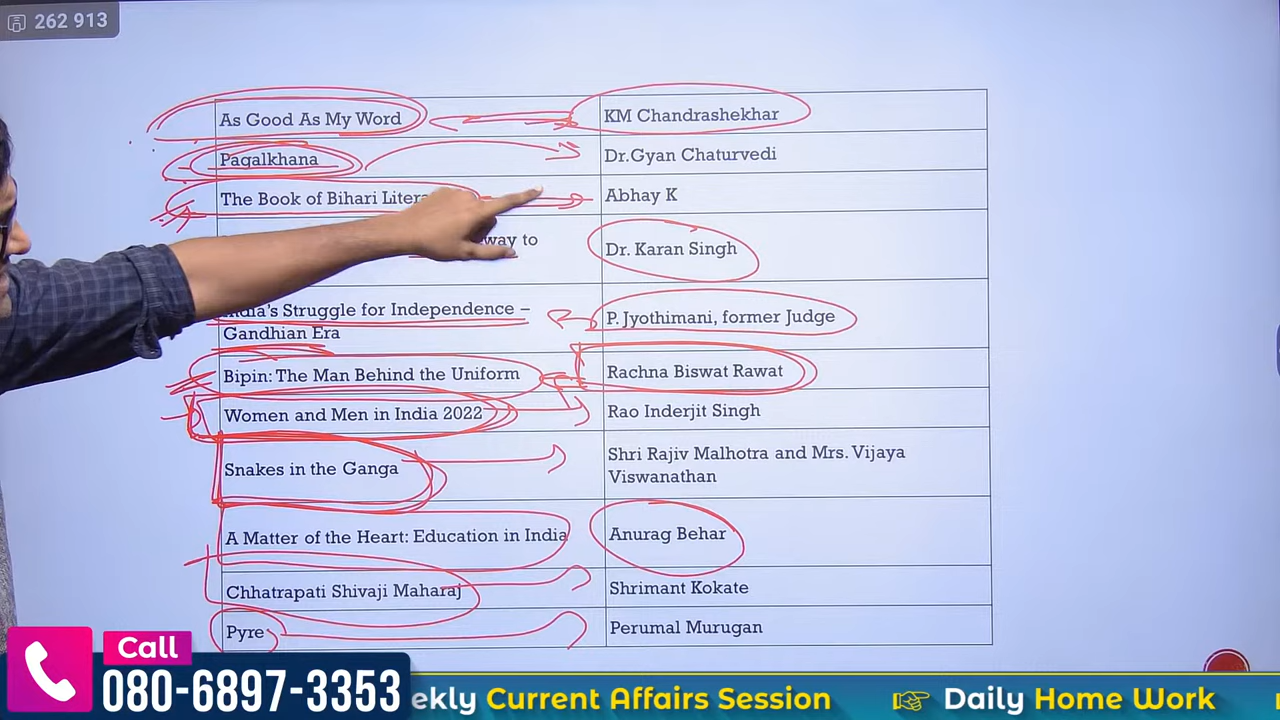 262 913
As Good As My Word KM Chandrashekhar
Pagalkhana Dr.Gyan Chaturvedi
The Book of Bihari Abhay K
to Dr. Karan Singh
India's Struggle for Independence – P. Jyothimani, former Judge
Gandhian Era
Bipin: The Man Behind the Uniform Rachna Biswat Rawat
Women and Men in India 2022 Rao Inderjit Singh
Snakes in the Ganga Shri Rajiv Malhotra and Mrs. Vijaya
Viswanathan
A Matter of the Heart: Education in India Anurag Behar
Chhatrapati Shivaji Maharaj Shrimant Kokate
Pyre Perumal Murugan
Call
080-6897-3353
eekly Current Affairs Session Daily Home Work